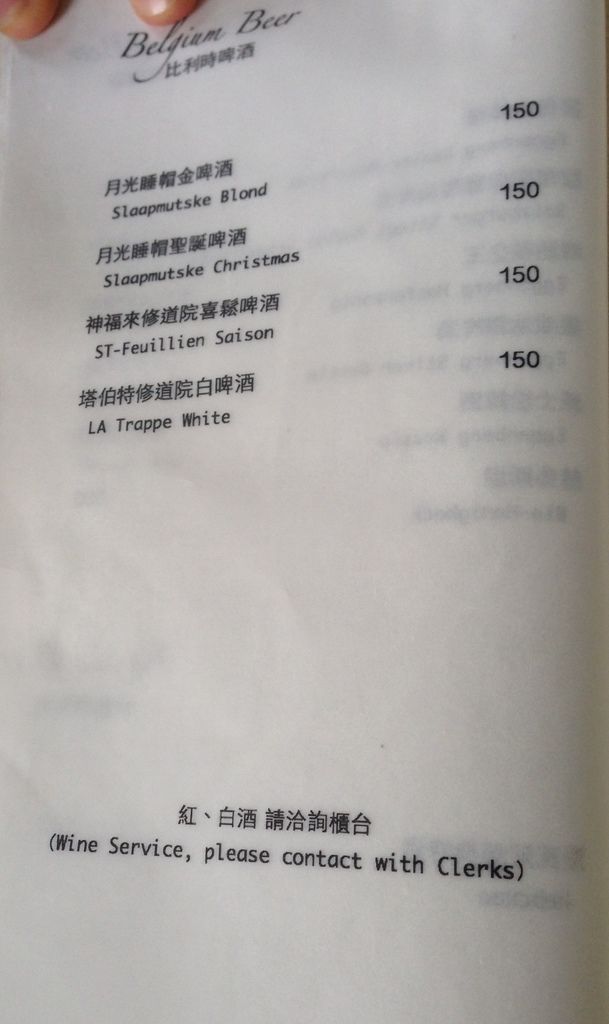 Belgium Beer
比利時啤酒
月光睡帽金啤酒 150
Slaapmutske Blond
月光睡帽聖誕啤酒 150
Slaapmutske Christmas
神福來修道院喜鬆啤酒 150
ST-Feuillien Saison
塔伯特修道院白啤酒 150
LA Trappe White
紅、白酒 請洽詢櫃台
(Wine Service, please contact with Clerks)